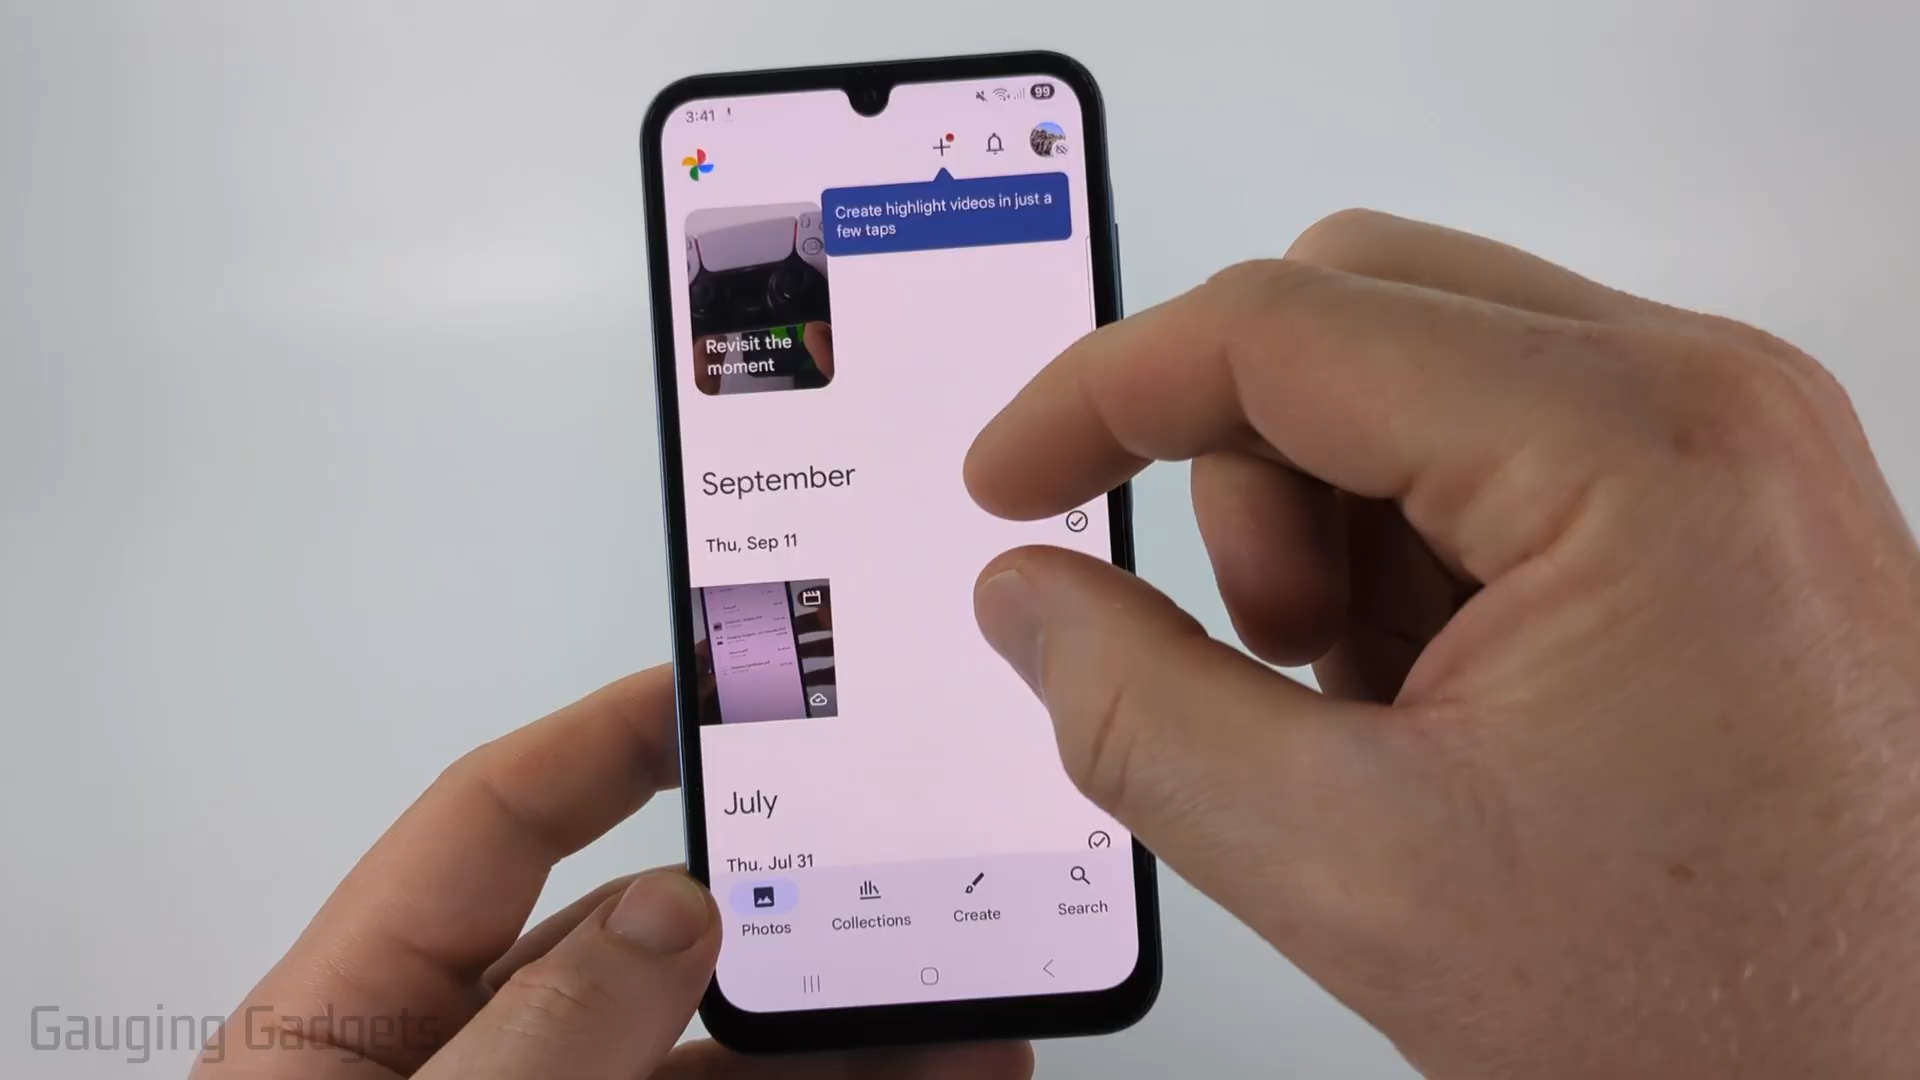 3:41
99
Create highlight videos in just a
few taps
Revisit the
moment
September
Thu, Sep 11
July
Thu, Jul 31
Photos
Collections
Create
Search
Gauging Gadgets